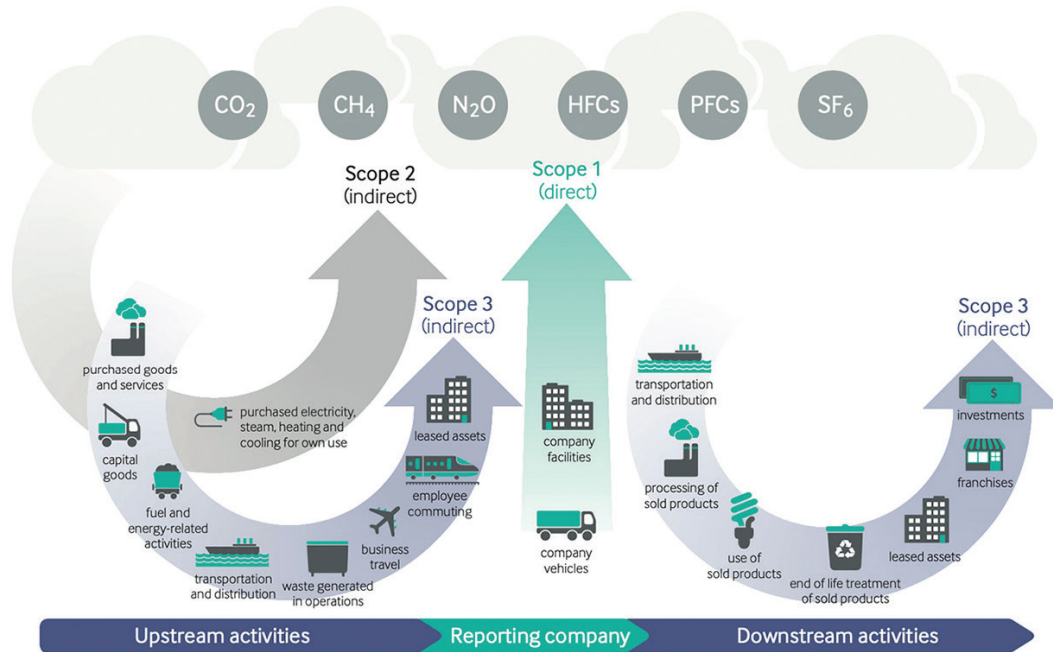 CO₂
CH₄
N₂O
HFCs
PFCs
SF₆
Scope 2
(indirect)
Scope 1
(direct)
Scope 3
(indirect)
Scope 3
(indirect)
purchased goods
and services
capital
goods
fuel and
energy-related
activities
transportation
and distribution
waste generated
in operations
business
travel
employee
commuting
leased assets
purchased electricity,
steam, heating and
cooling for own use
company
facilities
company
vehicles
transportation
and distribution
processing of
sold products
use of
sold products
end of life treatment
of sold products
leased assets
franchises
$
investments
Upstream activities
Reporting company
Downstream activities